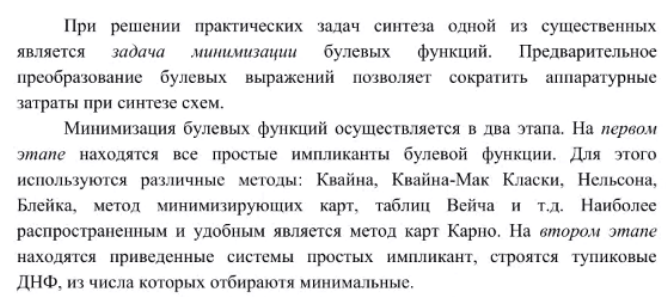 При решении практических задач синтеза одной из существенных
является задача минимизации булевых функций. Предварительное
преобразование булевых выражений позволяет сократить аппаратурные
затраты при синтезе схем.
Минимизация булевых функций осуществляется в два этапа. На первом
этапе находятся все простые импликанты булевой функции. Для этого
используются различные методы: Квайна, Квайна-Мак Класки, Нельсона,
Блейка, метод минимизирующих карт, таблиц Вейча и т.д. Наиболее
распространенным и удобным является метод карт Карно. На втором этапе
находятся приведенные системы простых импликант, строятся тупиковые
ДНФ, из числа которых отбираютя минимальные.